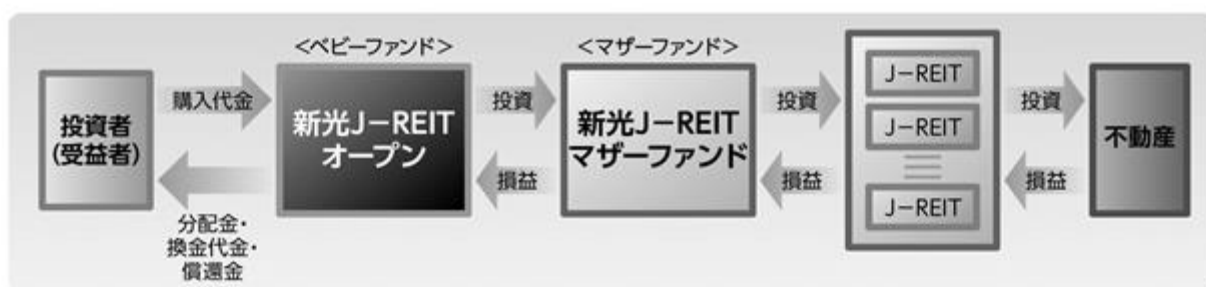 <ベビーファンド>
<マザーファンド>
投資者
(受益者)
購入代金
分配金・
換金代金・
償還金
新光J-REIT
オープン
投資
損益
新光J-REIT
マザーファンド
投資
損益
J-REIT
J-REIT
J-REIT
投資
損益
不動産